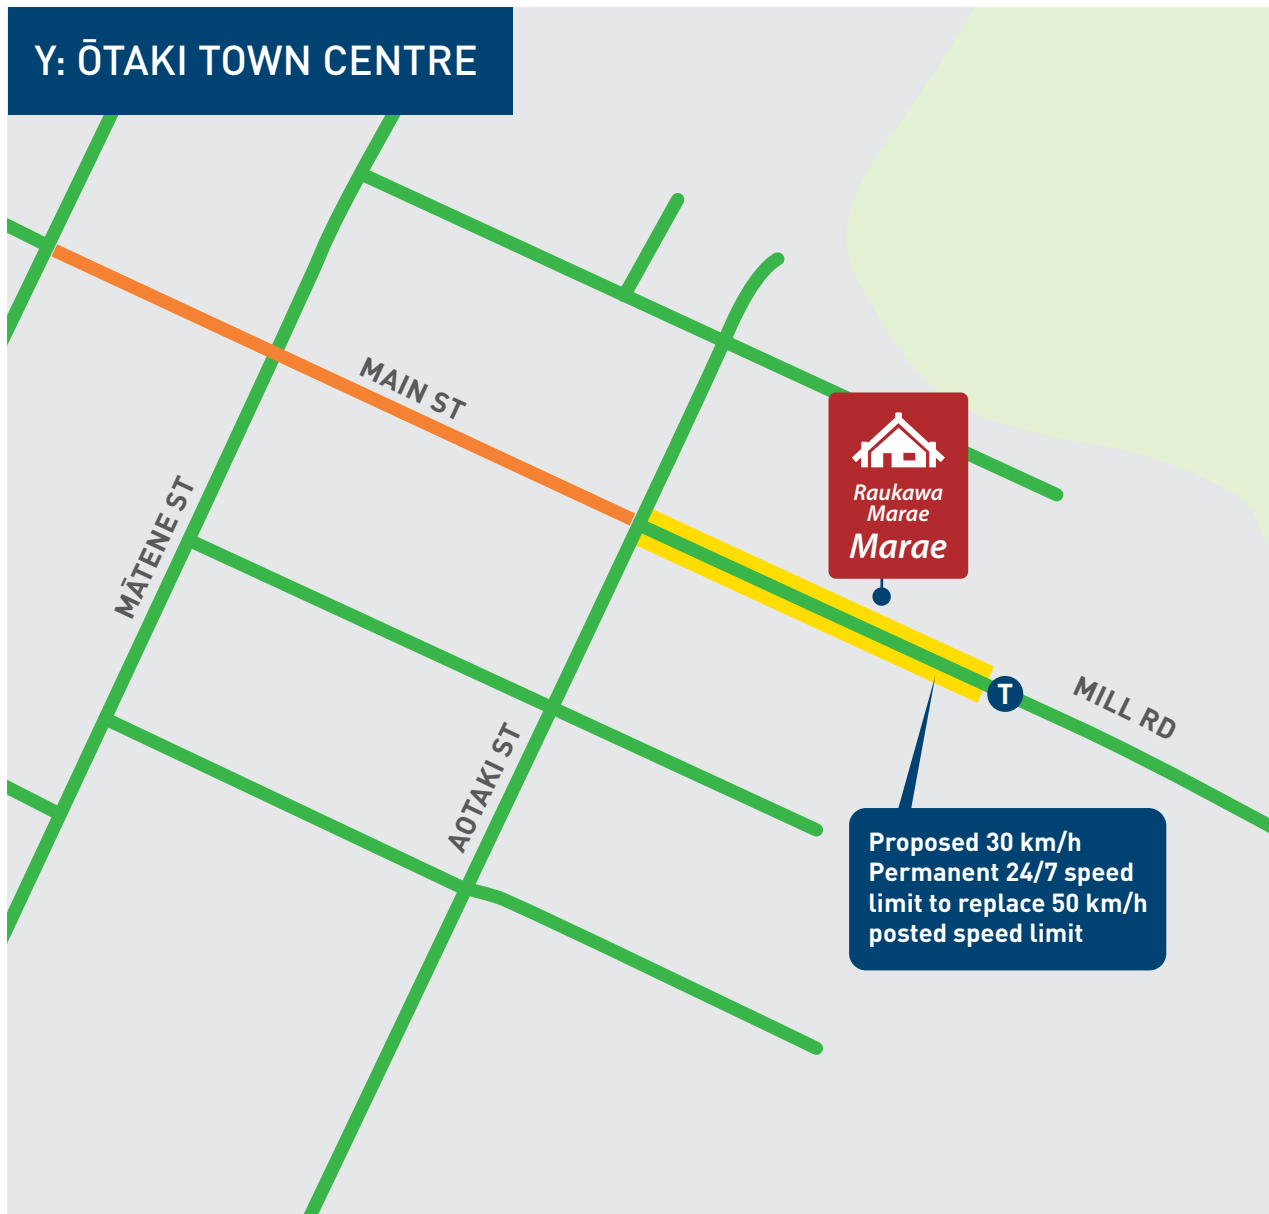 Y: ŌTAKI TOWN CENTRE
MAIN ST
MĀTENE ST
Raukawa
Marae
Marae
T
MILL RD
AOTAKI ST
Proposed 30 km/h
Permanent 24/7 speed
limit to replace 50 km/h
posted speed limit